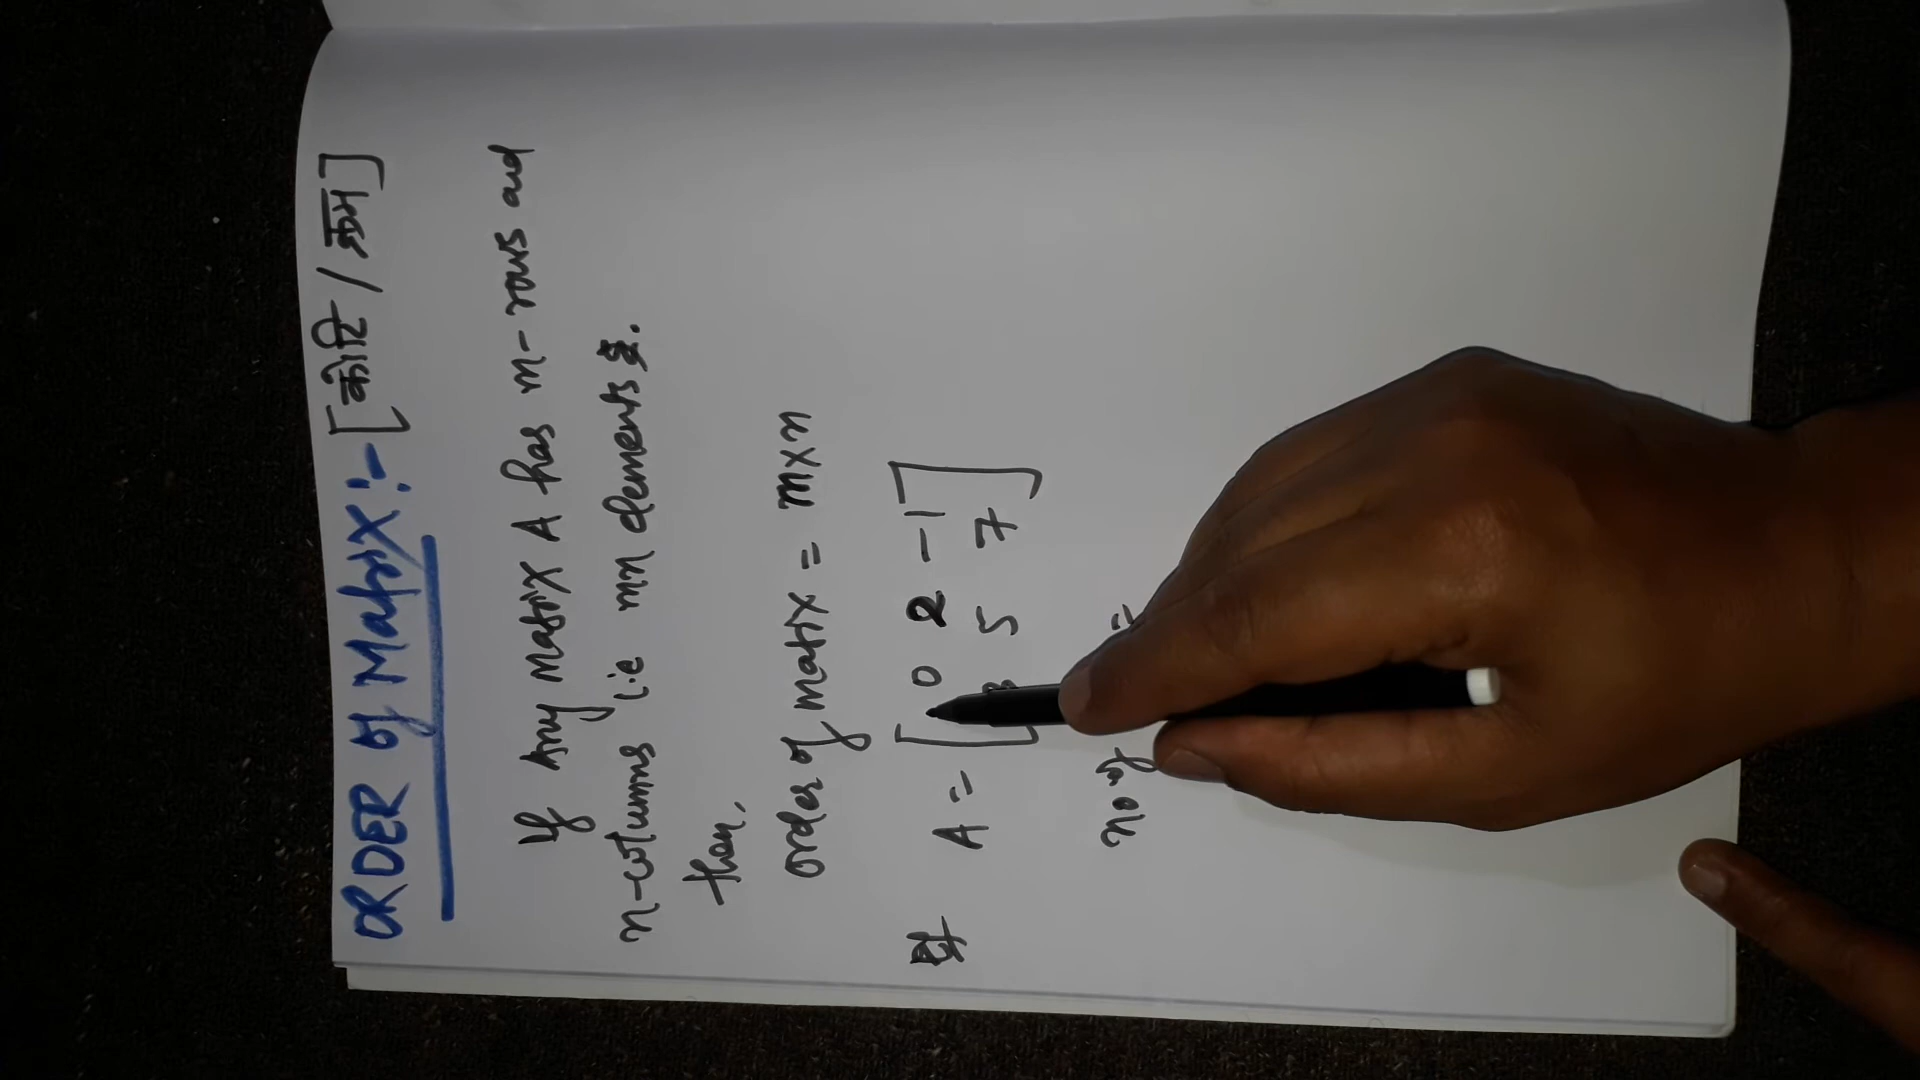 ORDER of Matrix:- [कोटि / क्रम]
If Any Matrix A has m-rows and
n-columns i.e mn elements.
then,
order of matrix = m×n
A = [ 0 2 -1
5 7 ]
no of =